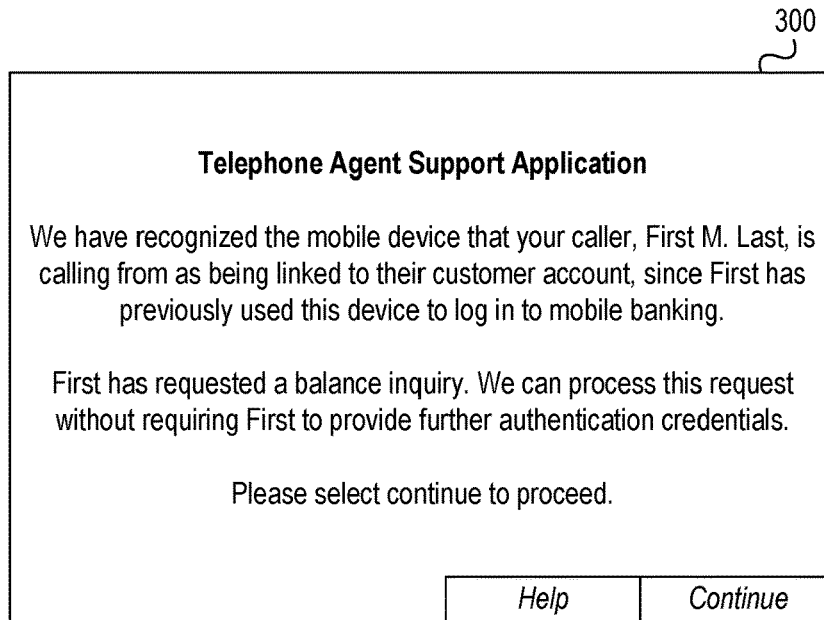 300
Telephone Agent Support Application
We have recognized the mobile device that your caller, First M. Last, is
calling from as being linked to their customer account, since First has
previously used this device to log in to mobile banking.
First has requested a balance inquiry. We can process this request
without requiring First to provide further authentication credentials.
Please select continue to proceed.
Help
Continue